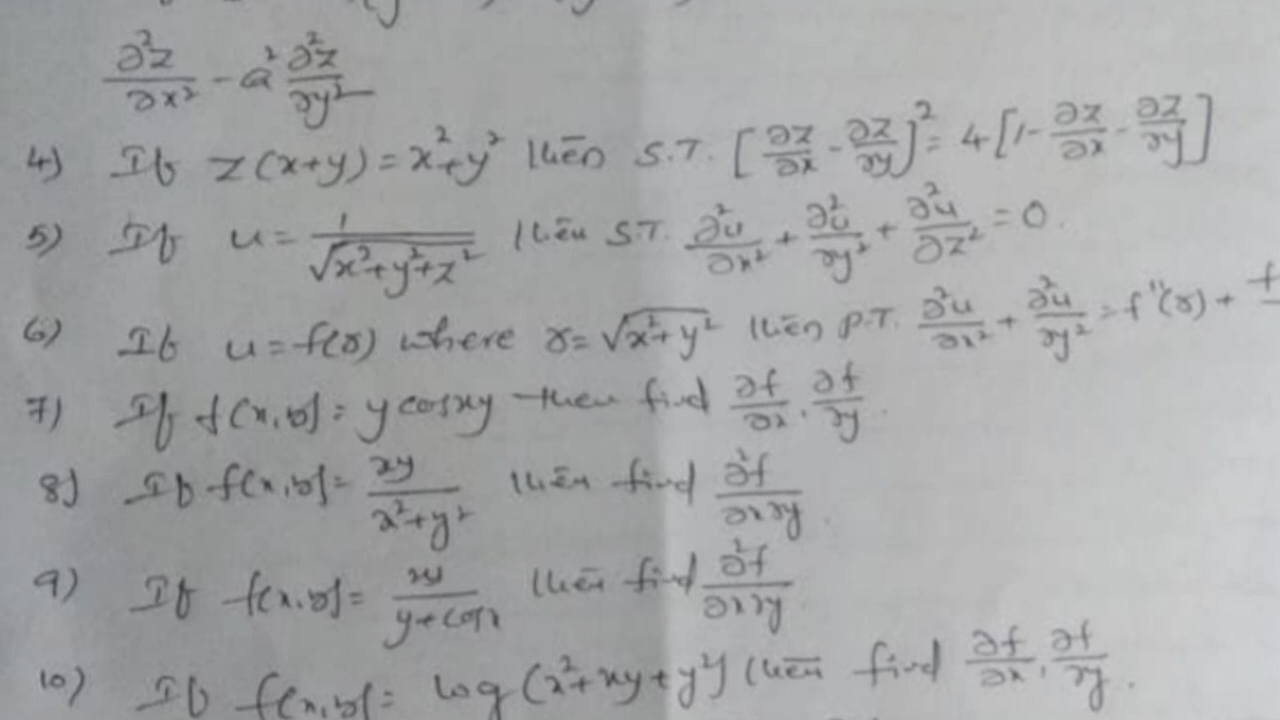 ∂²z/∂x² - a² ∂²z/∂y²
4) If z(x+y) = x²+y² then S.T. [∂z/∂x - ∂z/∂y]² = 4[1 - ∂z/∂x - ∂z/∂y]
5) If u = 1/√(x²+y²+z²) then S.T. ∂²u/∂x² + ∂²u/∂y² + ∂²u/∂z² = 0.
6) If u = f(r) where r = √(x²+y²) then P.T. ∂²u/∂x² + ∂²u/∂y² = f''(r) +
7) If f(x,y) = y cosxy then find ∂f/∂x, ∂f/∂y.
8) If f(x,y) = xy/(x²+y²) then find ∂²f/∂x∂y.
9) If f(x,y) = xy/(y+cosx) then find ∂²f/∂x∂y.
10) If f(x,y) = log(x²+xy+y²) then find ∂f/∂x, ∂f/∂y.